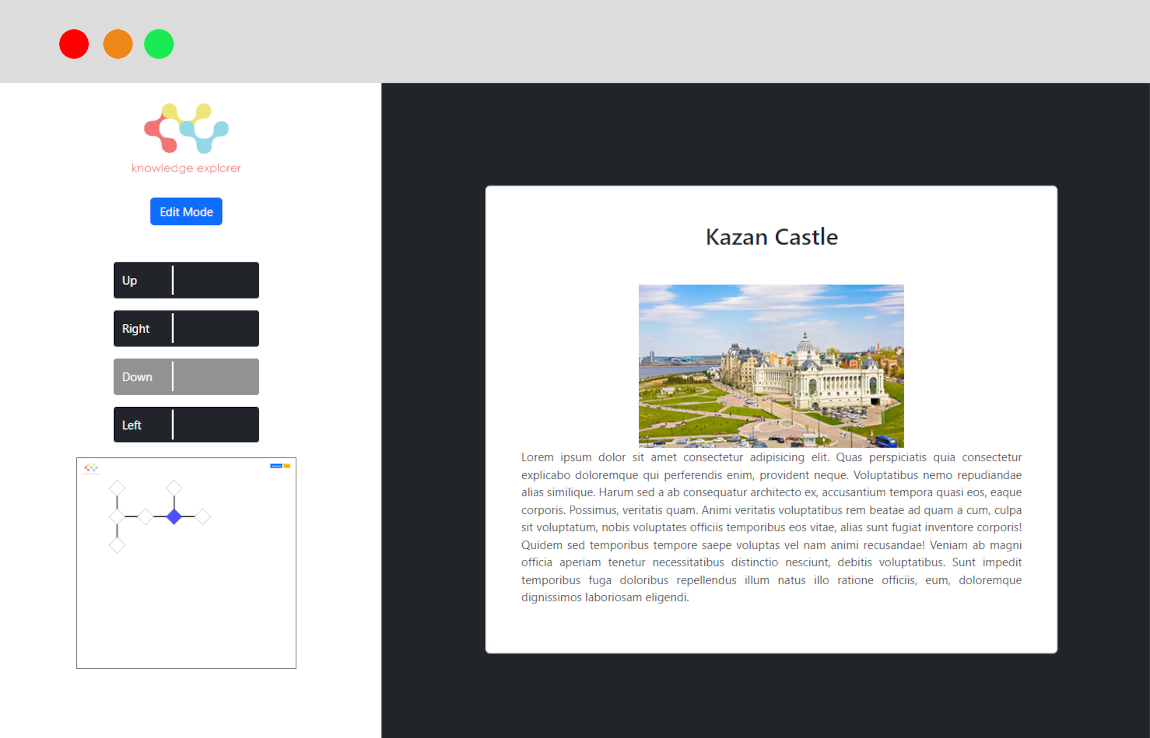 knowledge explorer
Edit Mode
Up
Right
Down
Left
Kazan Castle
Lorem ipsum dolor sit amet consectetur adipisicing elit. Quas perspiciatis quia consectetur
explicabo doloremque qui perferendis enim, provident neque. Voluptatibus nemo repudiandae
alias similique. Harum sed a ab consequatur architecto ex, accusantium tempora quasi eos, eaque
corporis. Possimus, veritatis quam. Animi veritatis voluptatibus rem beatae ad quam a cum, culpa
sit voluptatum, nobis voluptates officiis temporibus eos vitae, alias sunt fugiat inventore corporis!
Quidem sed temporibus tempore saepe voluptas vel nam animi recusandae! Veniam ab magni
officia aperiam tenetur necessitatibus distinctio nesciunt, debitis voluptatibus. Sunt impedit
temporibus fuga doloribus repellendus illum natus illo ratione officiis, eum, doloremque
dignissimos laboriosam eligendi.